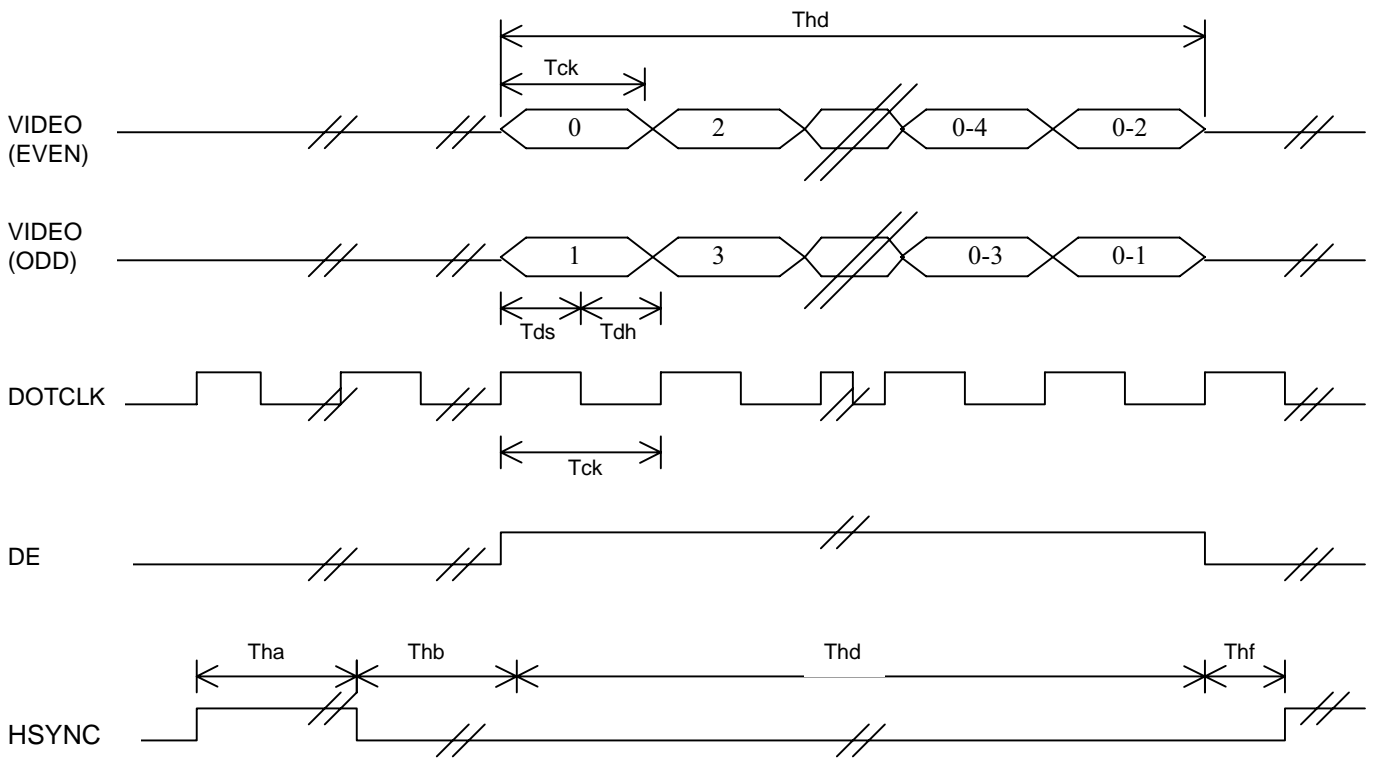 Thd
Tck
VIDEO
(EVEN)
0 2 0-4 0-2
VIDEO
(ODD)
1 3 0-3 0-1
Tds Tdh
DOTCLK
Tck
DE
Tha Thb Thd Thf
HSYNC